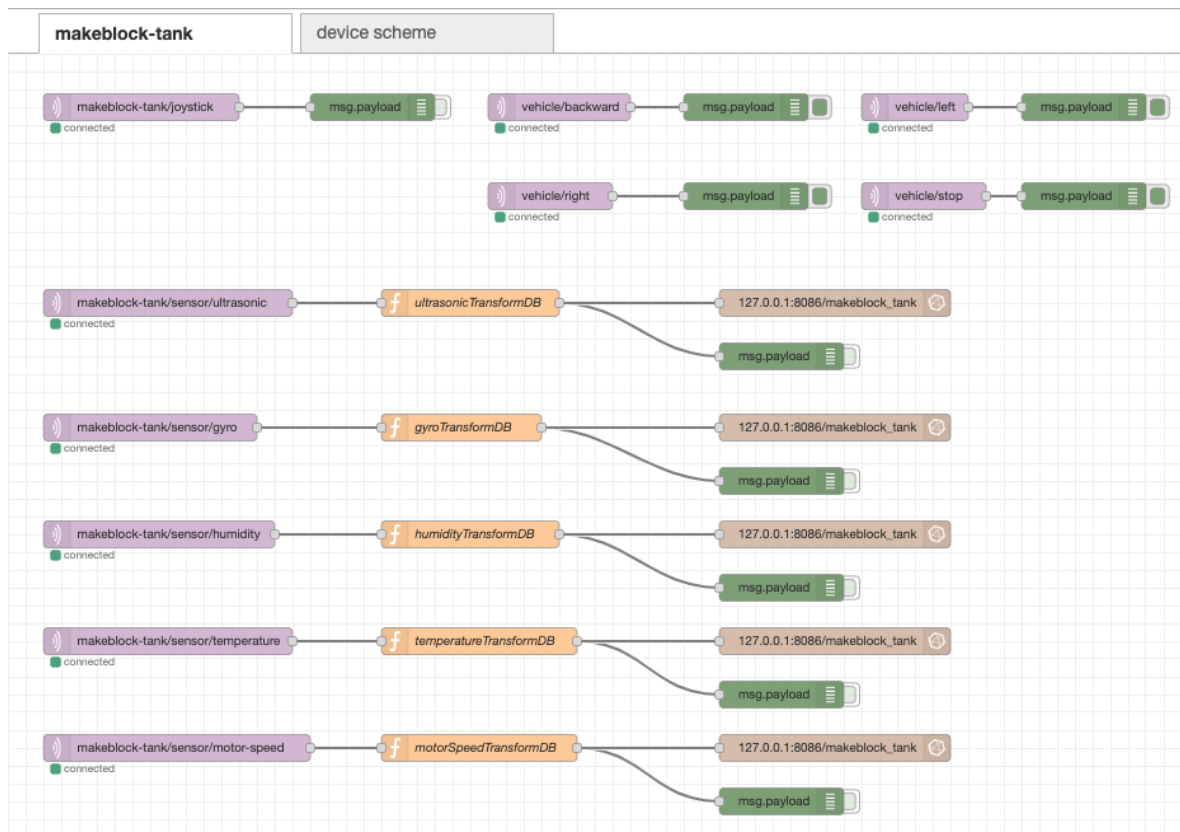 makeblock-tank device scheme
makeblock-tank/joystick msg.payload vehicle/backward msg.payload vehicle/left msg.payload
connected connected connected
vehicle/right msg.payload vehicle/stop msg.payload
connected connected
makeblock-tank/sensor/ultrasonic ultrasonicTransformDB 127.0.0.1:8086/makeblock_tank
connected
msg.payload
makeblock-tank/sensor/gyro gyroTransformDB 127.0.0.1:8086/makeblock_tank
connected
msg.payload
makeblock-tank/sensor/humidity humidityTransformDB 127.0.0.1:8086/makeblock_tank
connected
msg.payload
makeblock-tank/sensor/temperature temperatureTransformDB 127.0.0.1:8086/makeblock_tank
connected
msg.payload
makeblock-tank/sensor/motor-speed motorSpeedTransformDB 127.0.0.1:8086/makeblock_tank
connected
msg.payload